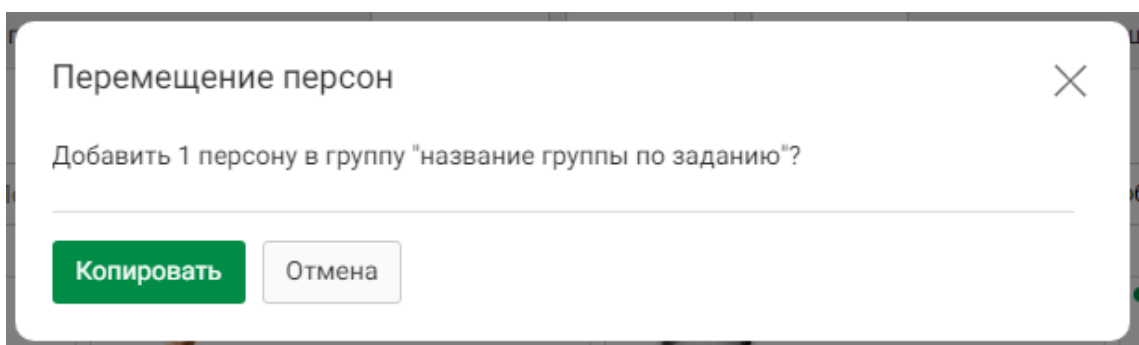 Перемещение персон
Добавить 1 персону в группу "название группы по заданию"?
Копировать
Отмена